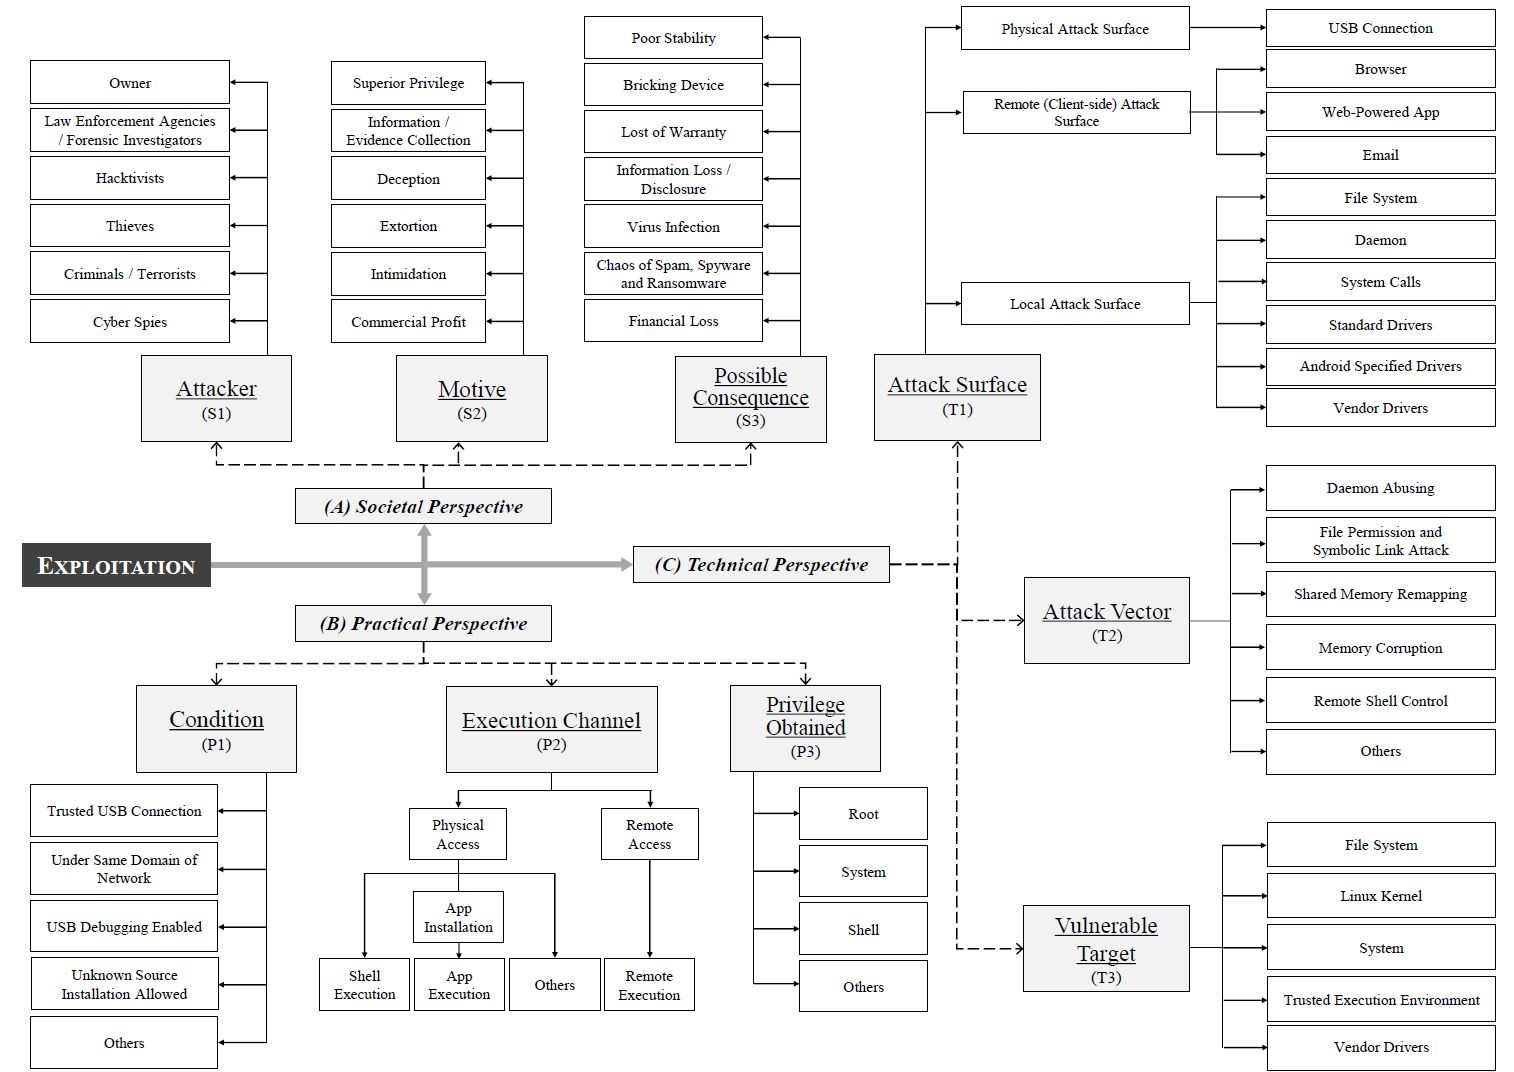 Owner
Law Enforcement Agencies
/ Forensic Investigators
Hacktivists
Thieves
Criminals / Terrorists
Cyber Spies
Attacker
(S1)
Superior Privilege
Information /
Evidence Collection
Deception
Extortion
Intimidation
Commercial Profit
Motive
(S2)
Poor Stability
Bricking Device
Lost of Warranty
Information Loss /
Disclosure
Virus Infection
Chaos of Spam, Spyware
and Ransomware
Financial Loss
Possible
Consequence
(S3)
Physical Attack Surface
Remote (Client-side) Attack
Surface
Local Attack Surface
Attack Surface
(T1)
USB Connection
Browser
Web-Powered App
Email
File System
Daemon
System Calls
Standard Drivers
Android Specified Drivers
Vendor Drivers
(A) Societal Perspective
EXPLOITATION
(C) Technical Perspective
(B) Practical Perspective
Attack Vector
(T2)
Daemon Abusing
File Permission and
Symbolic Link Attack
Shared Memory Remapping
Memory Corruption
Remote Shell Control
Others
Condition
(P1)
Trusted USB Connection
Under Same Domain of
Network
USB Debugging Enabled
Unknown Source
Installation Allowed
Others
Execution Channel
(P2)
Physical
Access
Remote
Access
App
Installation
Shell
Execution
App
Execution
Others
Remote
Execution
Privilege
Obtained
(P3)
Root
System
Shell
Others
Vulnerable
Target
(T3)
File System
Linux Kernel
System
Trusted Execution Environment
Vendor Drivers